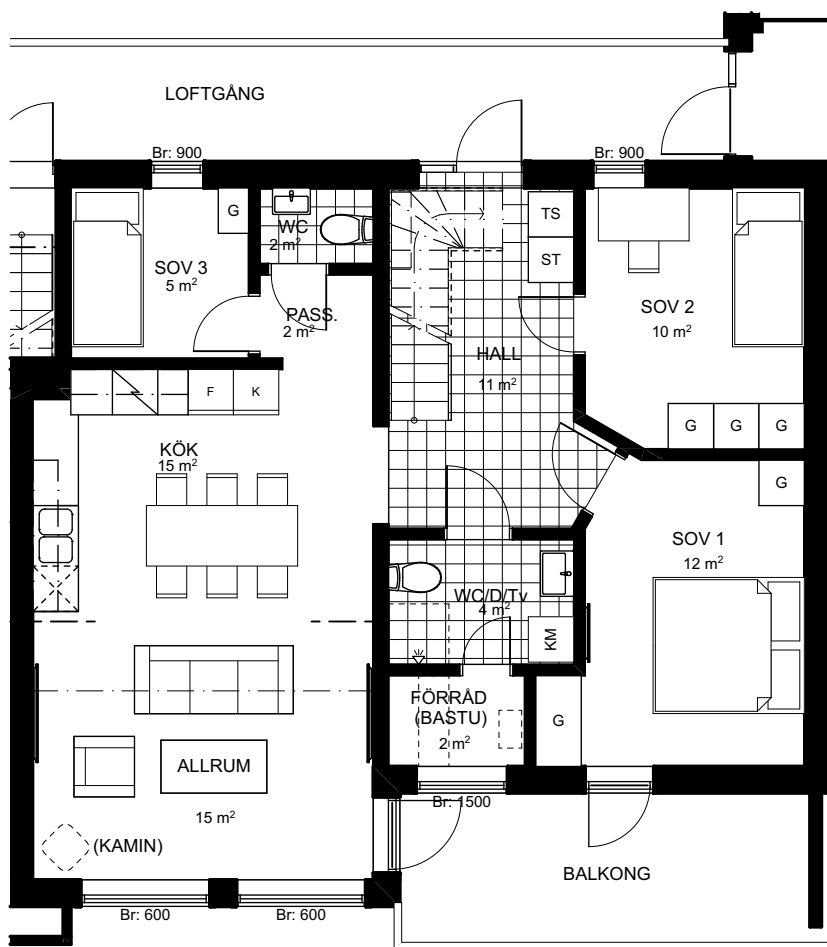 LOFTGÅNG
Br: 900
Br: 900
G
WC
2 m²
TS
ST
SOV 3
5 m²
PASS.
2 m²
SOV 2
10 m²
HALL
11 m²
F
K
G
G
G
KÖK
15 m²
G
SOV 1
12 m²
WC/D/Tv
4 m²
KM
FÖRRÅD
(BASTU)
2 m²
G
ALLRUM
15 m²
Br: 1500
(KAMIN)
BALKONG
Br: 600
Br: 600